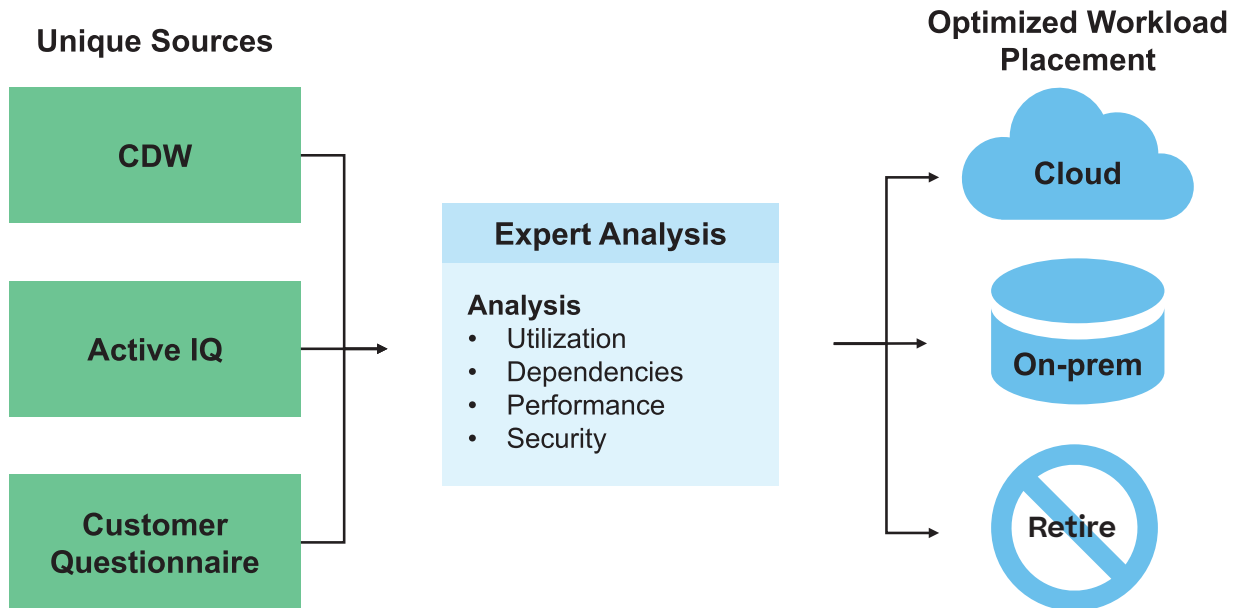 Unique Sources
CDW
Active IQ
Customer
Questionnaire
Expert Analysis
Analysis
• Utilization
• Dependencies
• Performance
• Security
Optimized Workload
Placement
Cloud
On-prem
Retire